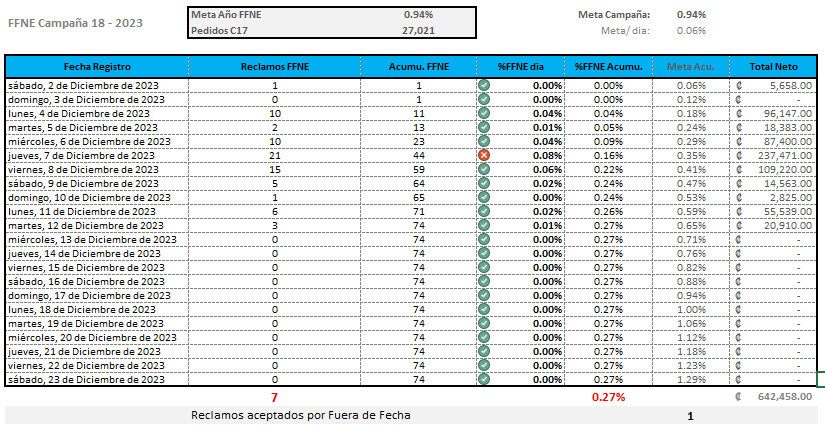 FFNE Campaña 18 - 2023
Meta Año FFNE 0.94%
Pedidos C17 27,021
Meta Campaña: 0.94%
Meta/ dia: 0.06%
Fecha Registro Reclamos FFNE Acumu. FFNE %FFNE dia %FFNE Acumu. Meta Acu. Total Neto
sábado, 2 de Diciembre de 2023 1 1 0.00% 0.00% 0.06% ₡ 5,658.00
domingo, 3 de Diciembre de 2023 0 1 0.00% 0.00% 0.12% ₡ -
lunes, 4 de Diciembre de 2023 10 11 0.04% 0.04% 0.18% ₡ 96,147.00
martes, 5 de Diciembre de 2023 2 13 0.01% 0.05% 0.24% ₡ 18,383.00
miércoles, 6 de Diciembre de 2023 10 23 0.04% 0.09% 0.29% ₡ 87,400.00
jueves, 7 de Diciembre de 2023 21 44 0.08% 0.16% 0.35% ₡ 237,471.00
viernes, 8 de Diciembre de 2023 15 59 0.06% 0.22% 0.41% ₡ 109,220.00
sábado, 9 de Diciembre de 2023 5 64 0.02% 0.24% 0.47% ₡ 14,563.00
domingo, 10 de Diciembre de 2023 1 65 0.00% 0.24% 0.53% ₡ 2,825.00
lunes, 11 de Diciembre de 2023 6 71 0.02% 0.26% 0.59% ₡ 55,539.00
martes, 12 de Diciembre de 2023 3 74 0.01% 0.27% 0.65% ₡ 20,910.00
miércoles, 13 de Diciembre de 2023 0 74 0.00% 0.27% 0.71% ₡ -
jueves, 14 de Diciembre de 2023 0 74 0.00% 0.27% 0.76% ₡ -
viernes, 15 de Diciembre de 2023 0 74 0.00% 0.27% 0.82% ₡ -
sábado, 16 de Diciembre de 2023 0 74 0.00% 0.27% 0.88% ₡ -
domingo, 17 de Diciembre de 2023 0 74 0.00% 0.27% 0.94% ₡ -
lunes, 18 de Diciembre de 2023 0 74 0.00% 0.27% 1.00% ₡ -
martes, 19 de Diciembre de 2023 0 74 0.00% 0.27% 1.06% ₡ -
miércoles, 20 de Diciembre de 2023 0 74 0.00% 0.27% 1.12% ₡ -
jueves, 21 de Diciembre de 2023 0 74 0.00% 0.27% 1.18% ₡ -
viernes, 22 de Diciembre de 2023 0 74 0.00% 0.27% 1.23% ₡ -
sábado, 23 de Diciembre de 2023 0 74 0.00% 0.27% 1.29% ₡ -
7 0.27% ₡ 642,458.00
Reclamos aceptados por Fuera de Fecha 1